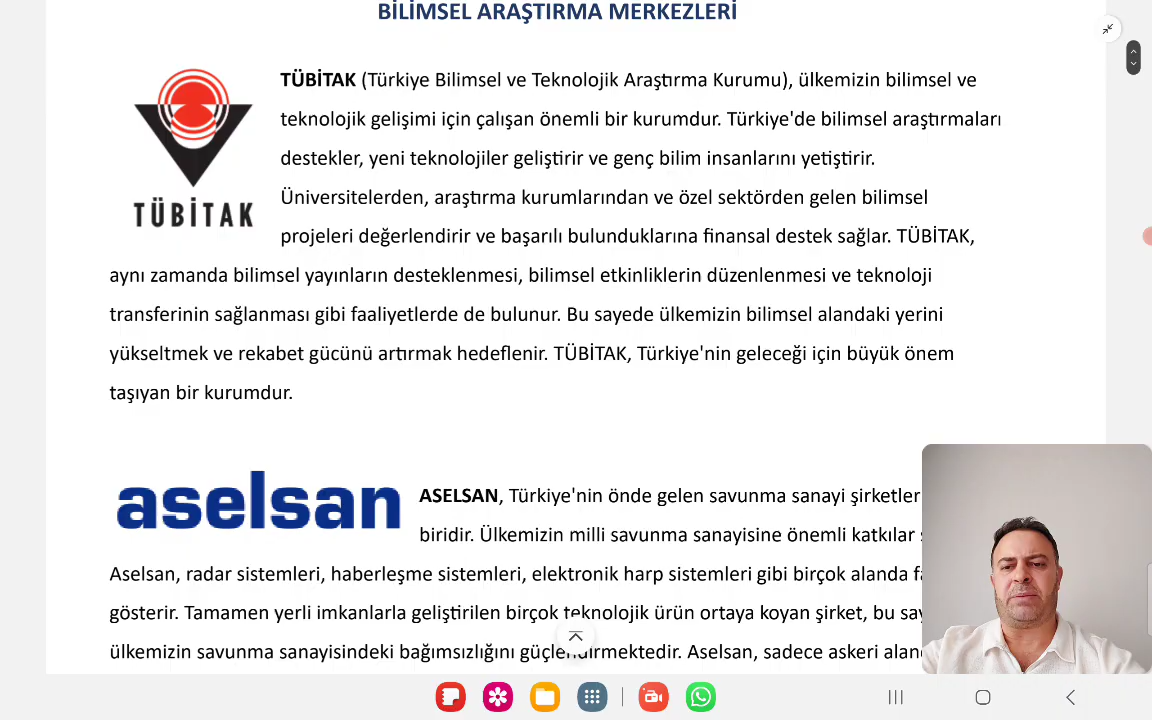 BİLİMSEL ARAŞTIRMA MERKEZLERİ
TÜBİTAK (Türkiye Bilimsel ve Teknolojik Araştırma Kurumu), ülkemizin bilimsel ve
teknolojik gelişimi için çalışan önemli bir kurumdur. Türkiye'de bilimsel araştırmaları
destekler, yeni teknolojiler geliştirir ve genç bilim insanlarını yetiştirir.
Üniversitelerden, araştırma kurumlarından ve özel sektörden gelen bilimsel
TÜBİTAK
projeleri değerlendirir ve başarılı bulunduklarına finansal destek sağlar. TÜBİTAK,
aynı zamanda bilimsel yayınların desteklenmesi, bilimsel etkinliklerin düzenlenmesi ve teknoloji
transferinin sağlanması gibi faaliyetlerde de bulunur. Bu sayede ülkemizin bilimsel alandaki yerini
yükseltmek ve rekabet gücünü artırmak hedeflenir. TÜBİTAK, Türkiye'nin geleceği için büyük önem
taşıyan bir kurumdur.
aselsan
ASELSAN, Türkiye'nin önde gelen savunma sanayi şirketler
biridir. Ülkemizin milli savunma sanayisine önemli katkılar
Aselsan, radar sistemleri, haberleşme sistemleri, elektronik harp sistemleri gibi birçok alanda
gösterir. Tamamen yerli imkanlarla geliştirilen birçok teknolojik ürün ortaya koyan şirket, bu
ülkemizin savunma sanayisindeki bağımsızlığını güçlendirmektedir. Aselsan, sadece askeri